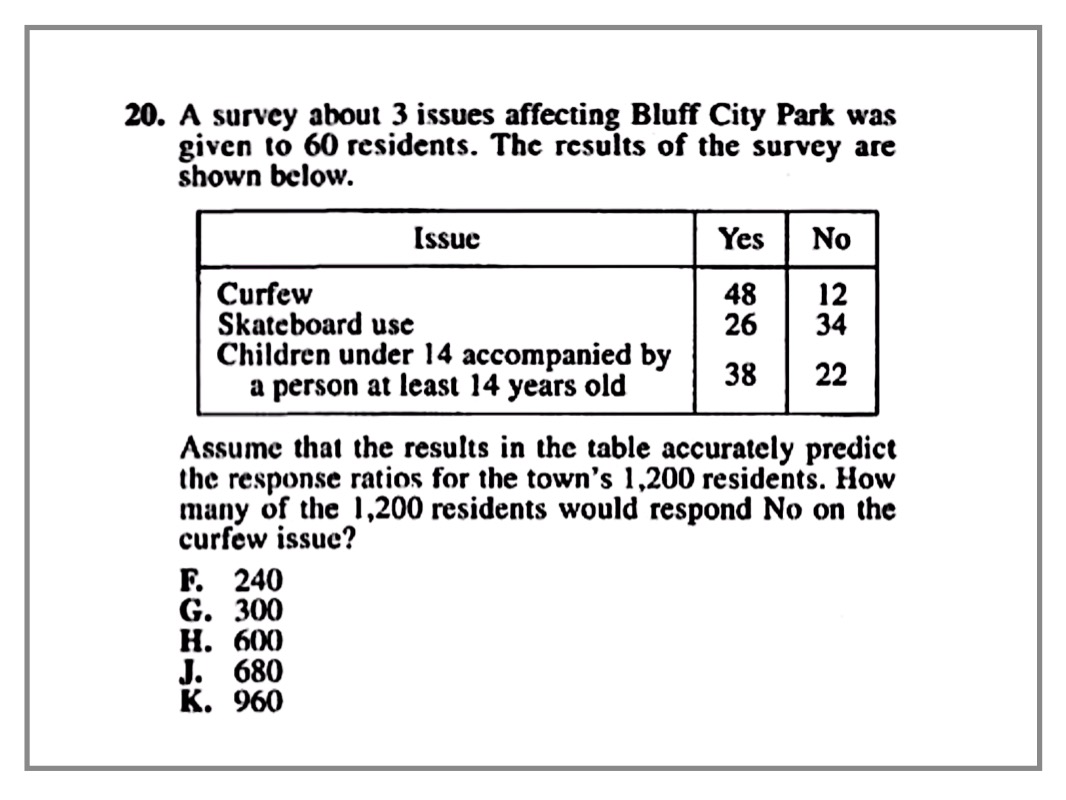 20. A survey about 3 issues affecting Bluff City Park was
given to 60 residents. The results of the survey are
shown below.
Issue Yes No
Curfew 48 12
Skateboard use 26 34
Children under 14 accompanied by
a person at least 14 years old 38 22
Assume that the results in the table accurately predict
the response ratios for the town's 1,200 residents. How
many of the 1,200 residents would respond No on the
curfew issue?
F. 240
G. 300
H. 600
J. 680
K. 960